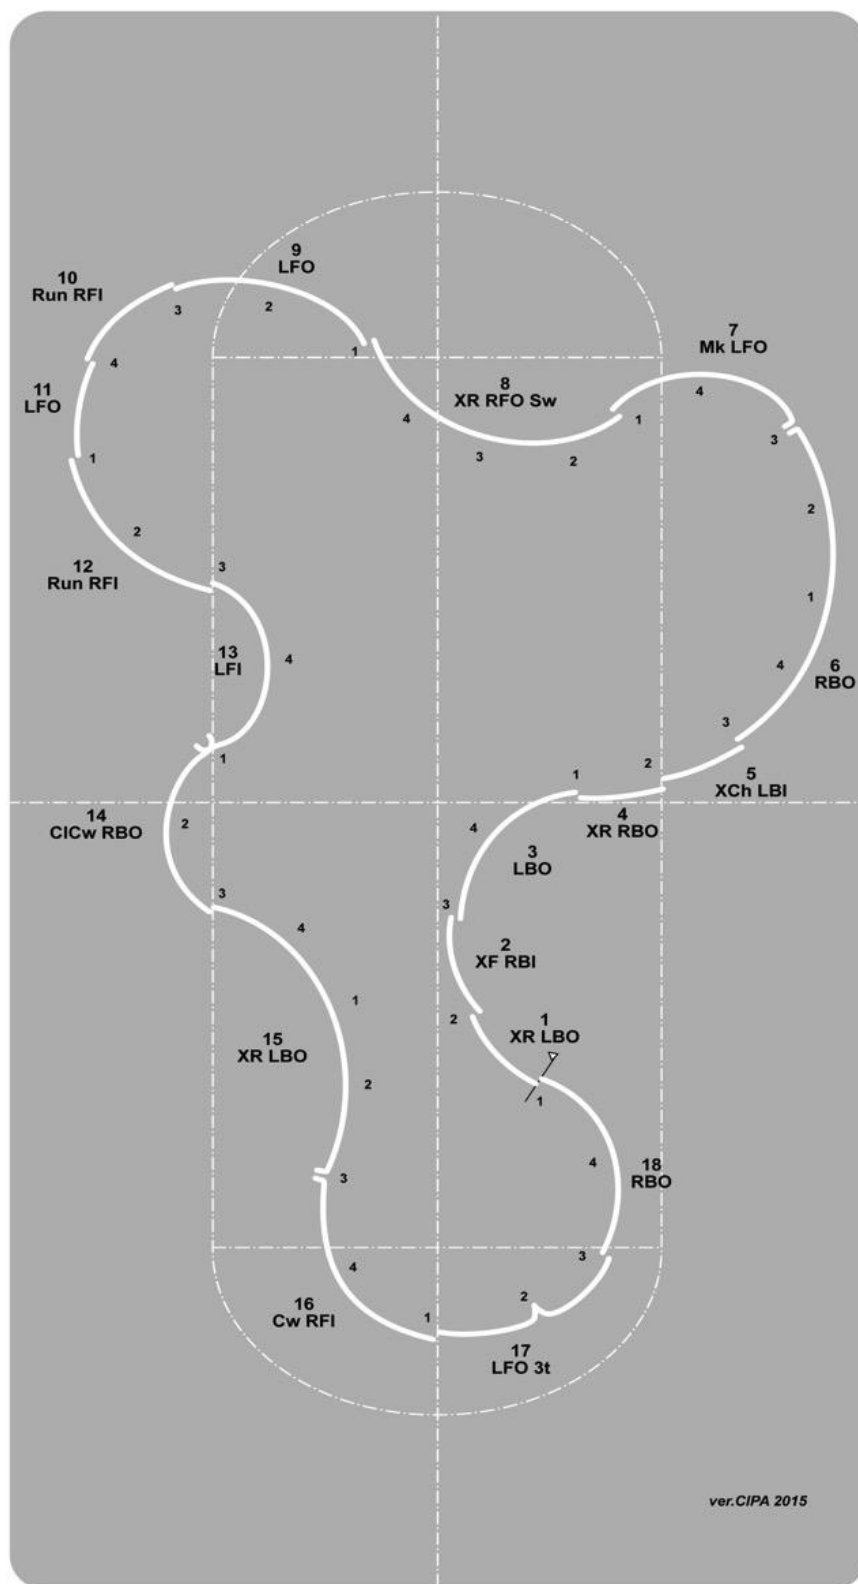 9
LFO
10
Run RFI
3
2
7
Mk LFO
1
4
8
XR RFO Sw
4
11
LFO
4
1
3
3
2
1
2
2
12
Run RFI
3
1
13
LFI
4
4
6
RBO
3
1
2
1
5
XCh LBI
14
ClCw RBO
2
4
3
LBO
4
XR RBO
3
3
4
2
XF RBI
1
2
1
XR LBO
15
XR LBO
2
1
3
4
18
RBO
3
4
2
16
Cw RFI
1
17
LFO 3t
ver.CIPA 2015